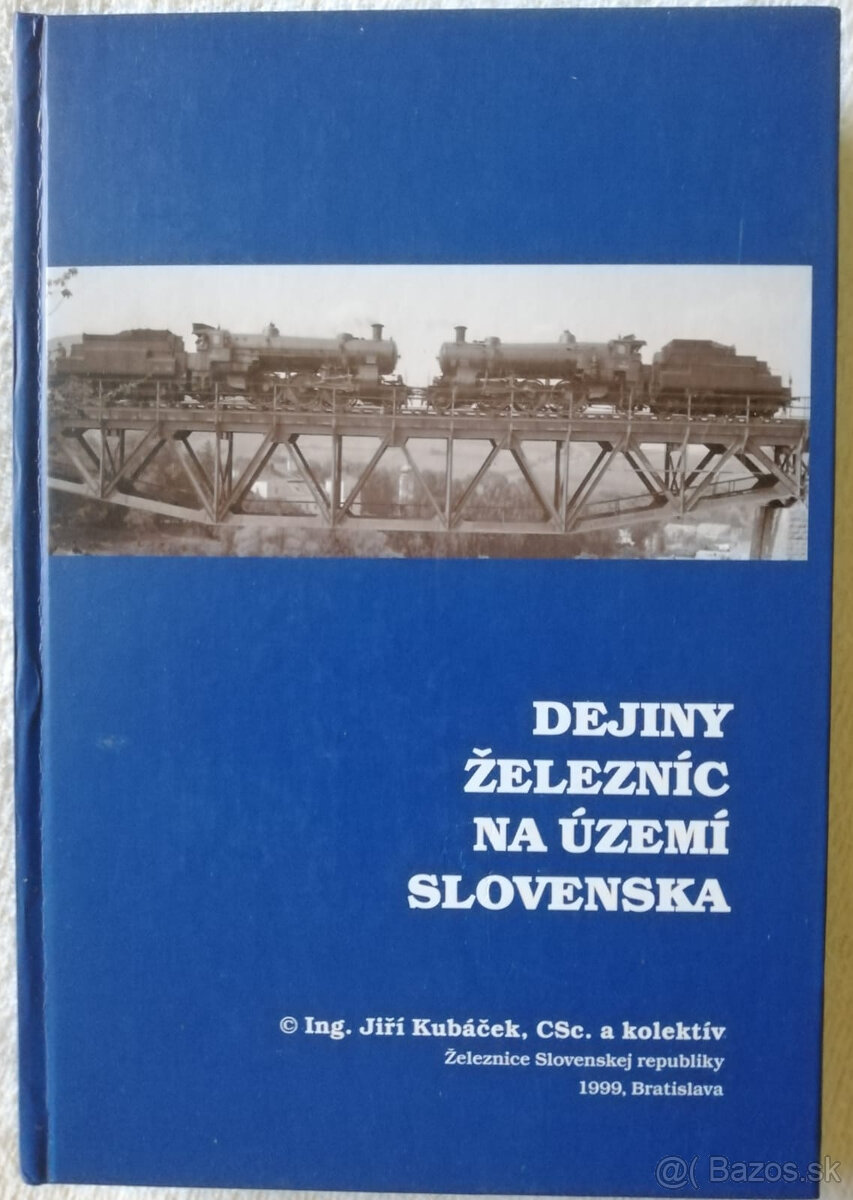 DEJINY
ŽELEZNÍC
NA ÚZEMÍ
SLOVENSKA
© Ing. Jiří Kubáček, CSc. a kolektív
Železnice Slovenskej republiky
1999, Bratislava
@( Bazos.sk